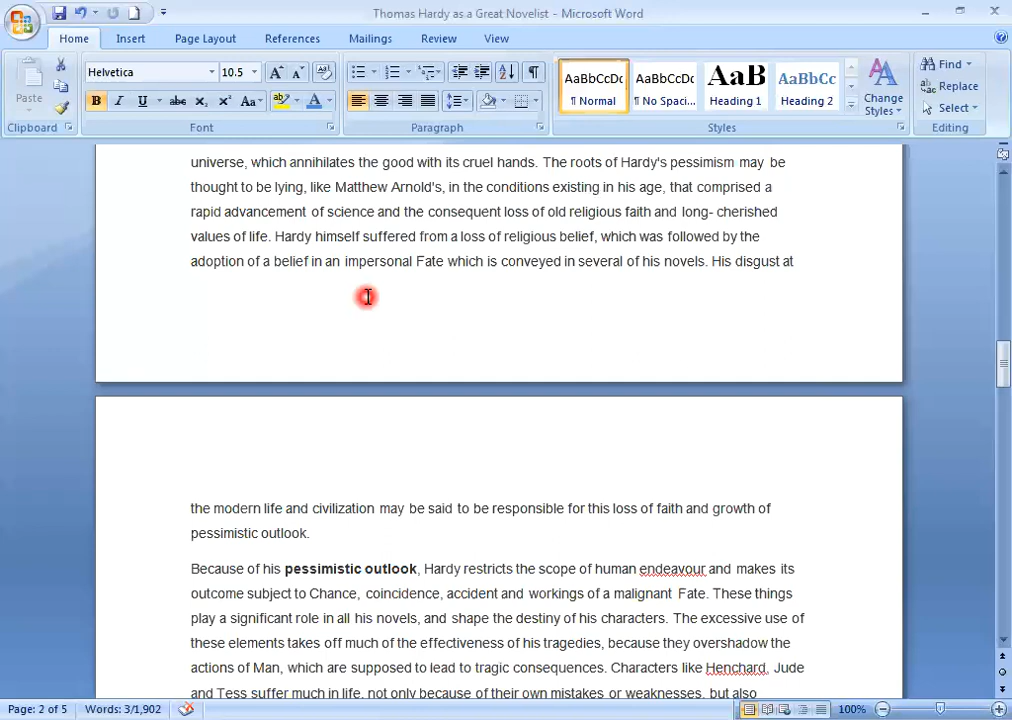 Thomas Hardy as a Great Novelist - Microsoft Word
Home Insert Page Layout References Mailings Review View
Paste
Clipboard
Helvetica 10.5
B I U abc X₂ X² Aa
Font
Paragraph
AaBbCcDc AaBbCcDc AaB AaBbCc
¶ Normal ¶ No Spaci... Heading 1 Heading 2
Change Styles
Styles
Find
Replace
Select
Editing
universe, which annihilates the good with its cruel hands. The roots of Hardy's pessimism may be
thought to be lying, like Matthew Arnold's, in the conditions existing in his age, that comprised a
rapid advancement of science and the consequent loss of old religious faith and long- cherished
values of life. Hardy himself suffered from a loss of religious belief, which was followed by the
adoption of a belief in an impersonal Fate which is conveyed in several of his novels. His disgust at
the modern life and civilization may be said to be responsible for this loss of faith and growth of
pessimistic outlook.
Because of his pessimistic outlook, Hardy restricts the scope of human endeavour and makes its
outcome subject to Chance, coincidence, accident and workings of a malignant Fate. These things
play a significant role in all his novels, and shape the destiny of his characters. The excessive use of
these elements takes off much of the effectiveness of his tragedies, because they overshadow the
actions of Man, which are supposed to lead to tragic consequences. Characters like Henchard, Jude
and Tess suffer much in life, not only because of their own mistakes or weaknesses, but also
Page: 2 of 5 Words: 3/1,902 100%